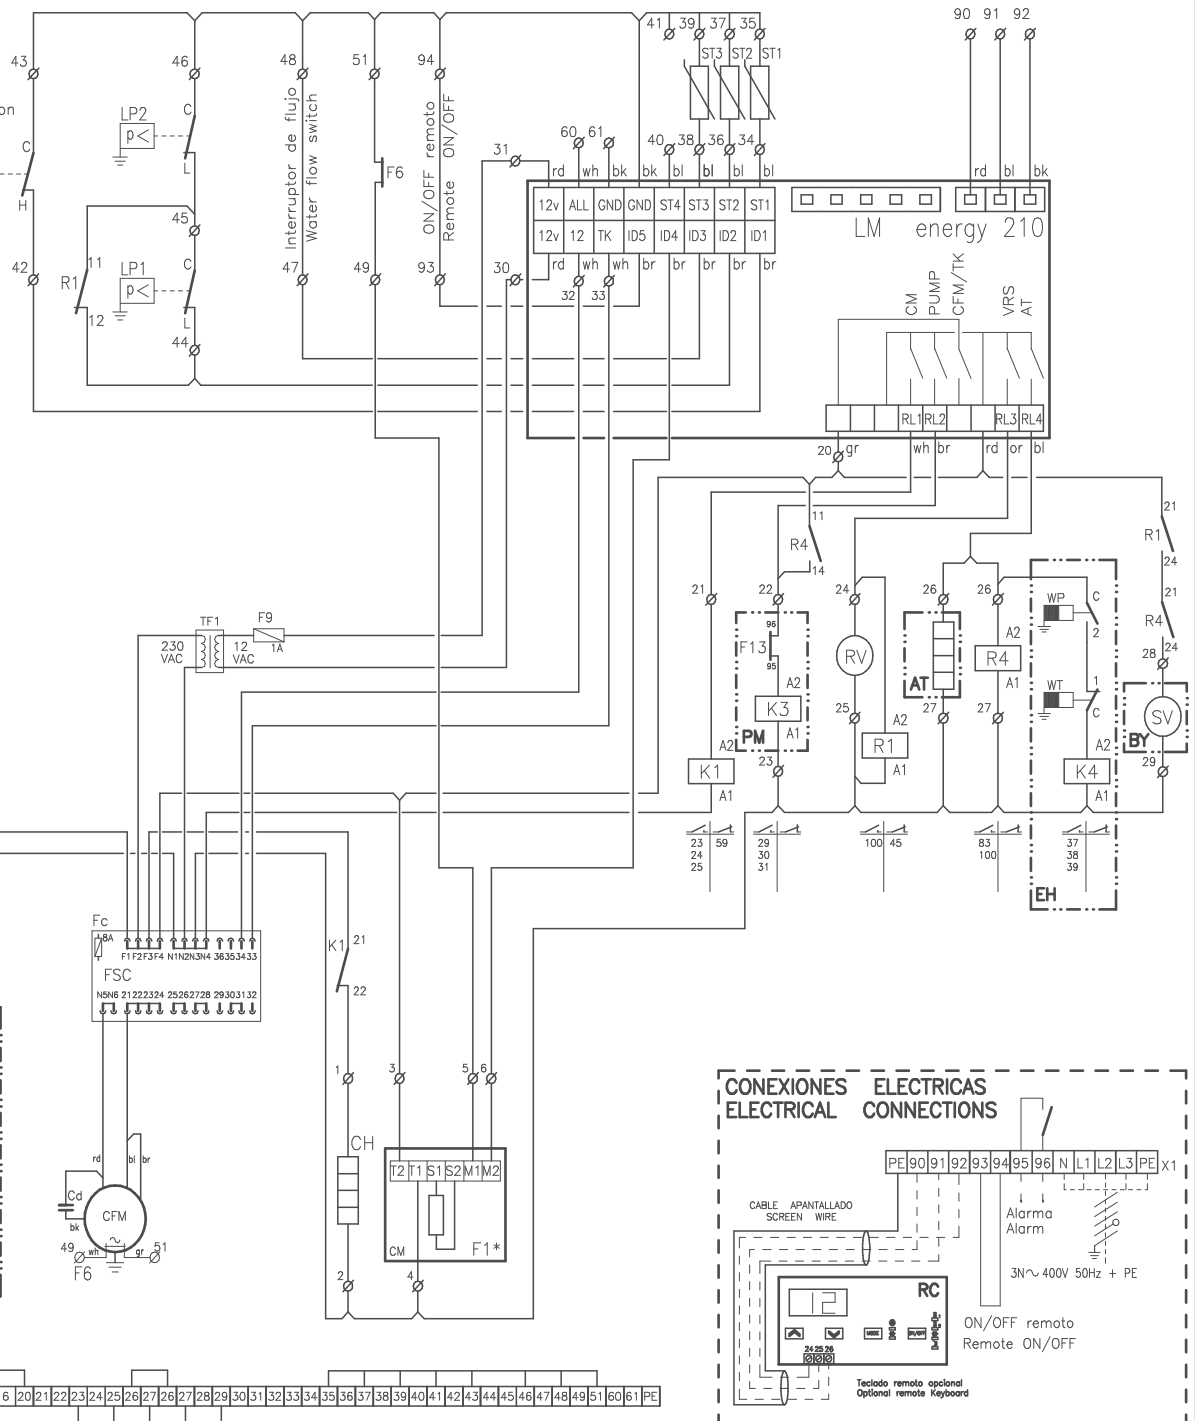 90 91 92
41 39 37 35
43 46 48 51 94
on
ST3 ST2 ST1
LP2
p<
C
L
C
H
Interruptor de flujo
Water flow switch
F6
ON/OFF remoto
Remote ON/OFF
60 61
31
40 38 36 34
rd wh bk bk bl bl bl bl
rd bl bk
12v ALL GND GND ST4 ST3 ST2 ST1
12v 12 TK ID5 ID4 ID3 ID2 ID1
LM energy 210
rd wh wh br br br br br
45
42
R1
11
12
LP1
p<
C
L
44
47 49 93 30
32 33
CM
PUMP
CFM/TK
VRS
AT
RL1 RL2 RL3 RL4
20 gr wh br rd or bl
R4
11
14
21
R1
24
21
R4
24
28
21 22 24 26 26
WP
C
2
WT
1
C
TF1
230
VAC
12
VAC
F9
1A
F13
96
95
A2
K3
A1
PM
23
RV
25
A2
R1
A1
AT
27
A2
R4
A1
27
SV
BY
29
A2
K1
A1
A2
K4
A1
23 59
24
25
29
30
31
100 45
83
100
37
38
39
EH
Fc
8A
F1 F2 F3 F4 N1 N2 N3 N4 36 35 34 33
FSC
N5 N6 21 22 23 24 25 26 27 28 29 30 31 32
K1
21
22
1 3 5 6
CH
T2 T1 S1 S2 M1 M2
CM
F1*
2 4
rd bl br
Cd
CFM
bk
49 wh gr 51
F6
CONEXIONES ELECTRICAS
ELECTRICAL CONNECTIONS
PE 90 91 92 93 94 95 96 N L1 L2 L3 PE X1
CABLE APANTALLADO
SCREEN WIRE
Alarma
Alarm
3N~400V 50Hz + PE
RC
12
MODE
ON/OFF
24 25 26
ON/OFF remoto
Remote ON/OFF
Teclado remoto opcional
Optional remote Keyboard
6 20 21 22 23 24 25 26 27 26 27 28 29 30 31 32 33 34 35 36 37 38 39 40 41 42 43 44 45 46 47 48 49 51 60 61 PE